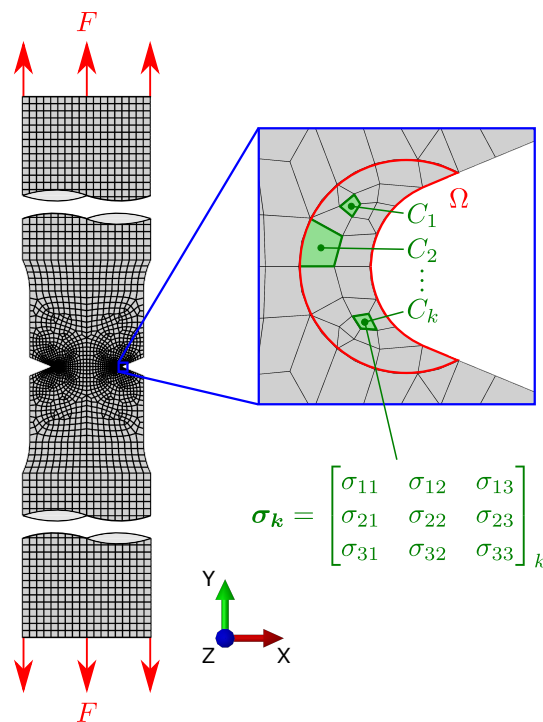 F
Ω
C₁
C₂
⋮
Cₖ
σₖ = [σ₁₁ σ₁₂ σ₁₃
σ₂₁ σ₂₂ σ₂₃
σ₃₁ σ₃₂ σ₃₃]ₖ
Y
Z X
F